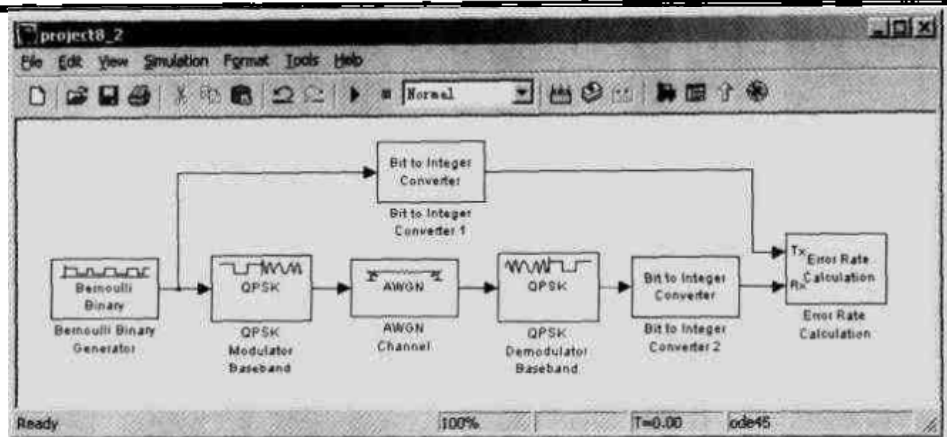 project8_2
File Edit View Simulation Format Tools Help
Normal
Bit to Integer
Converter
Bit to Integer
Converter 1
Bernoulli
Binary
Bernoulli Binary
Generator
QPSK
QPSK
Modulator
Baseband
AWGN
AWGN
Channel
QPSK
QPSK
Demodulator
Baseband
Bit to Integer
Converter
Bit to Integer
Converter 2
Tx
Rx
Error Rate
Calculation
Error Rate
Calculation
Ready 100% T=0.00 ode45